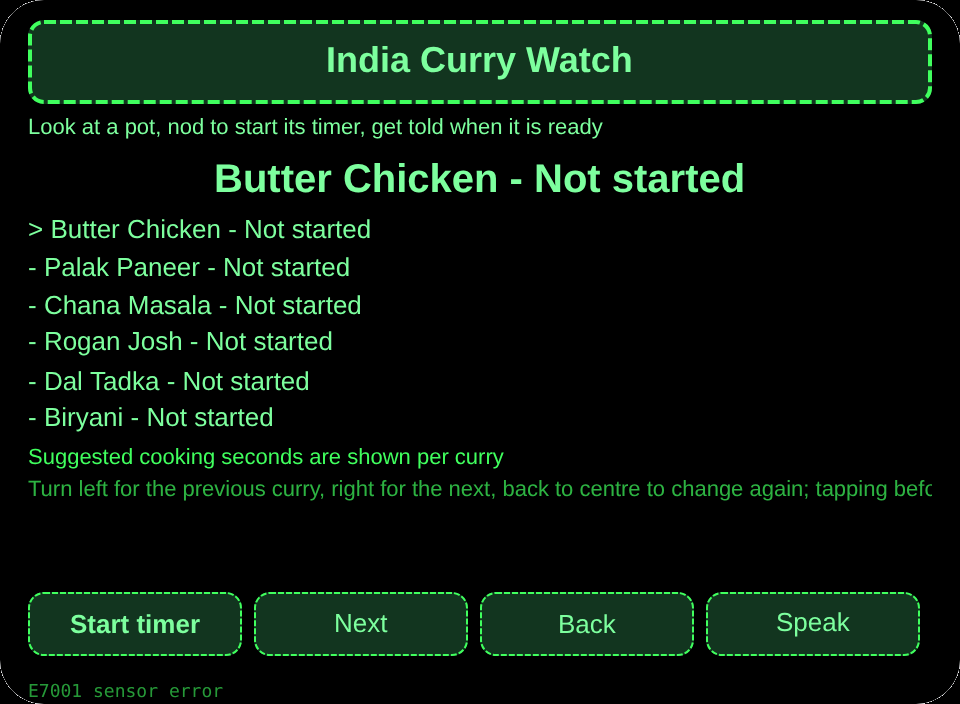 India Curry Watch
Look at a pot, nod to start its timer, get told when it is ready
Butter Chicken - Not started
> Butter Chicken - Not started
- Palak Paneer - Not started
- Chana Masala - Not started
- Rogan Josh - Not started
- Dal Tadka - Not started
- Biryani - Not started
Suggested cooking seconds are shown per curry
Turn left for the previous curry, right for the next, back to centre to change again; tapping
Start timer
Next
Back
Speak
E7001 sensor error